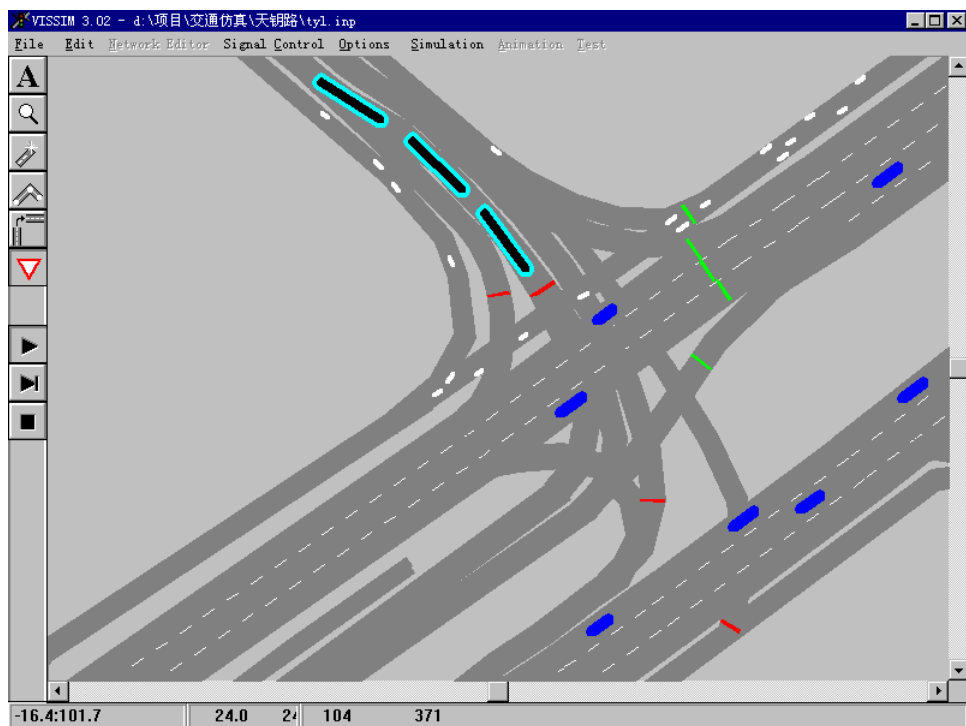 VISSIM 3.02 - d:\项目\交通仿真\天钥路\tyl.inp
File Edit Network Editor Signal Control Options Simulation Animation Test
A
-16.4:101.7 24.0 104 371